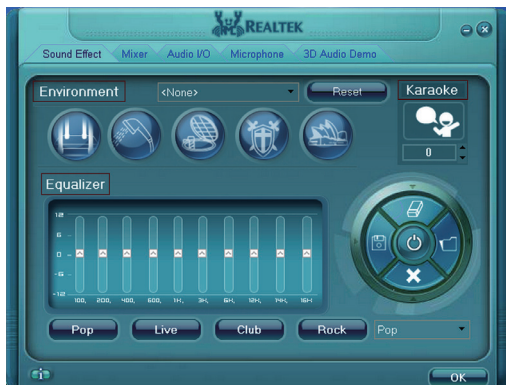 REALTEK
Sound Effect Mixer Audio I/O Microphone 3D Audio Demo
Environment <None> Reset Karaoke
0
Equalizer
12
6
0
-6
-12
100, 200, 400, 600, 1K, 3K, 6K, 12K, 14K, 16K
Pop Live Club Rock Pop
i
OK